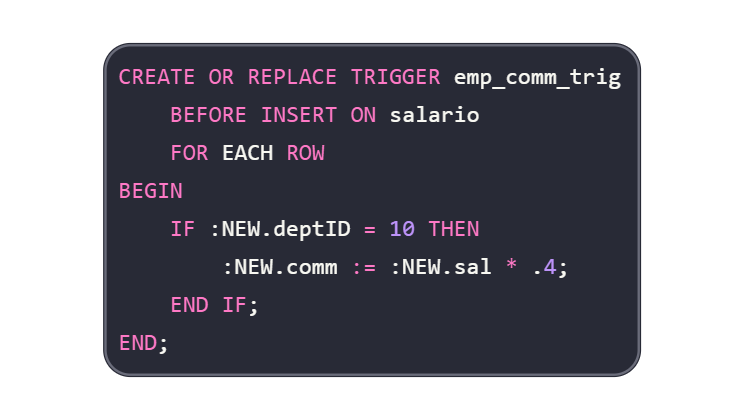 CREATE OR REPLACE TRIGGER emp_comm_trig
BEFORE INSERT ON salario
FOR EACH ROW
BEGIN
IF :NEW.deptID = 10 THEN
:NEW.comm := :NEW.sal * .4;
END IF;
END;